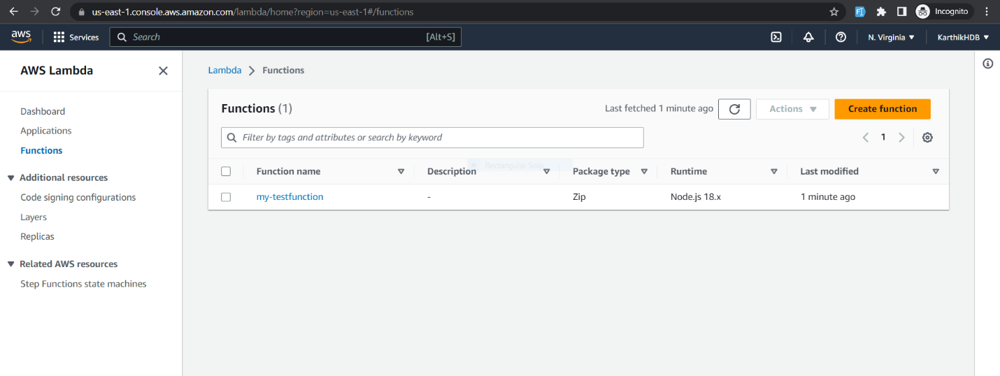 us-east-1.console.aws.amazon.com/lambda/home?region=us-east-1#/functions
Incognito
aws
Services
Search
[Alt+S]
N. Virginia
KarthikHDB
AWS Lambda
Dashboard
Applications
Functions
Additional resources
Code signing configurations
Layers
Replicas
Related AWS resources
Step Functions state machines
Lambda
Functions
Functions (1)
Last fetched 1 minute ago
Actions
Create function
Filter by tags and attributes or search by keyword
1
Rectangular Snip
Function name
Description
Package type
Runtime
Last modified
my-testfunction
-
Zip
Node.js 18.x
1 minute ago